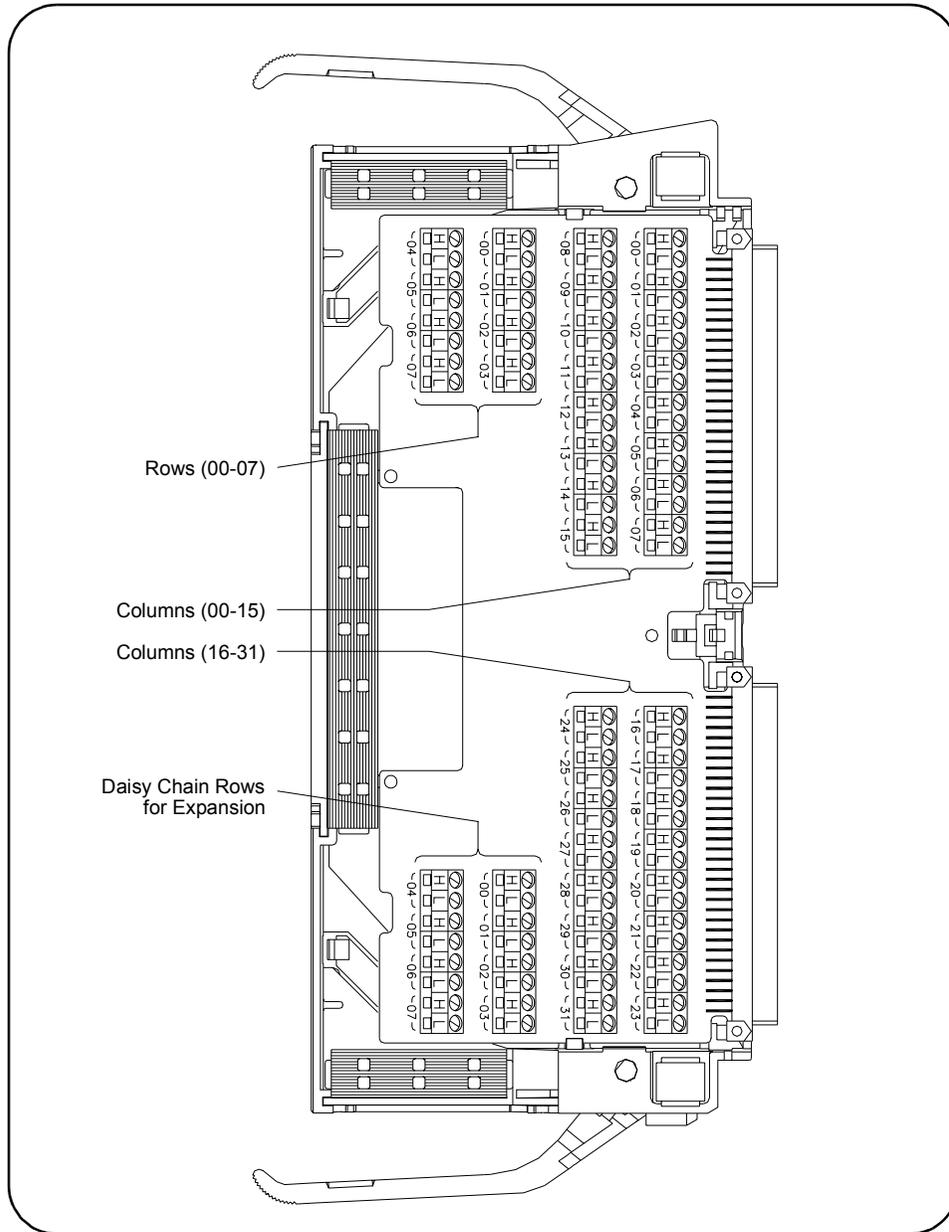 04 05 06 07
H L H L H L H L
00 01 02 03
H L H L H L H L
08 09 10 11 12 13 14 15
H L H L H L H L H L H L H L H L
00 01 02 03 04 05 06 07
H L H L H L H L H L H L H L H L
Rows (00-07)
Columns (00-15)
Columns (16-31)
Daisy Chain Rows
for Expansion
24 25 26 27 28 29 30 31
H L H L H L H L H L H L H L H L
16 17 18 19 20 21 22 23
H L H L H L H L H L H L H L H L
04 05 06 07
H L H L H L H L
00 01 02 03
H L H L H L H L